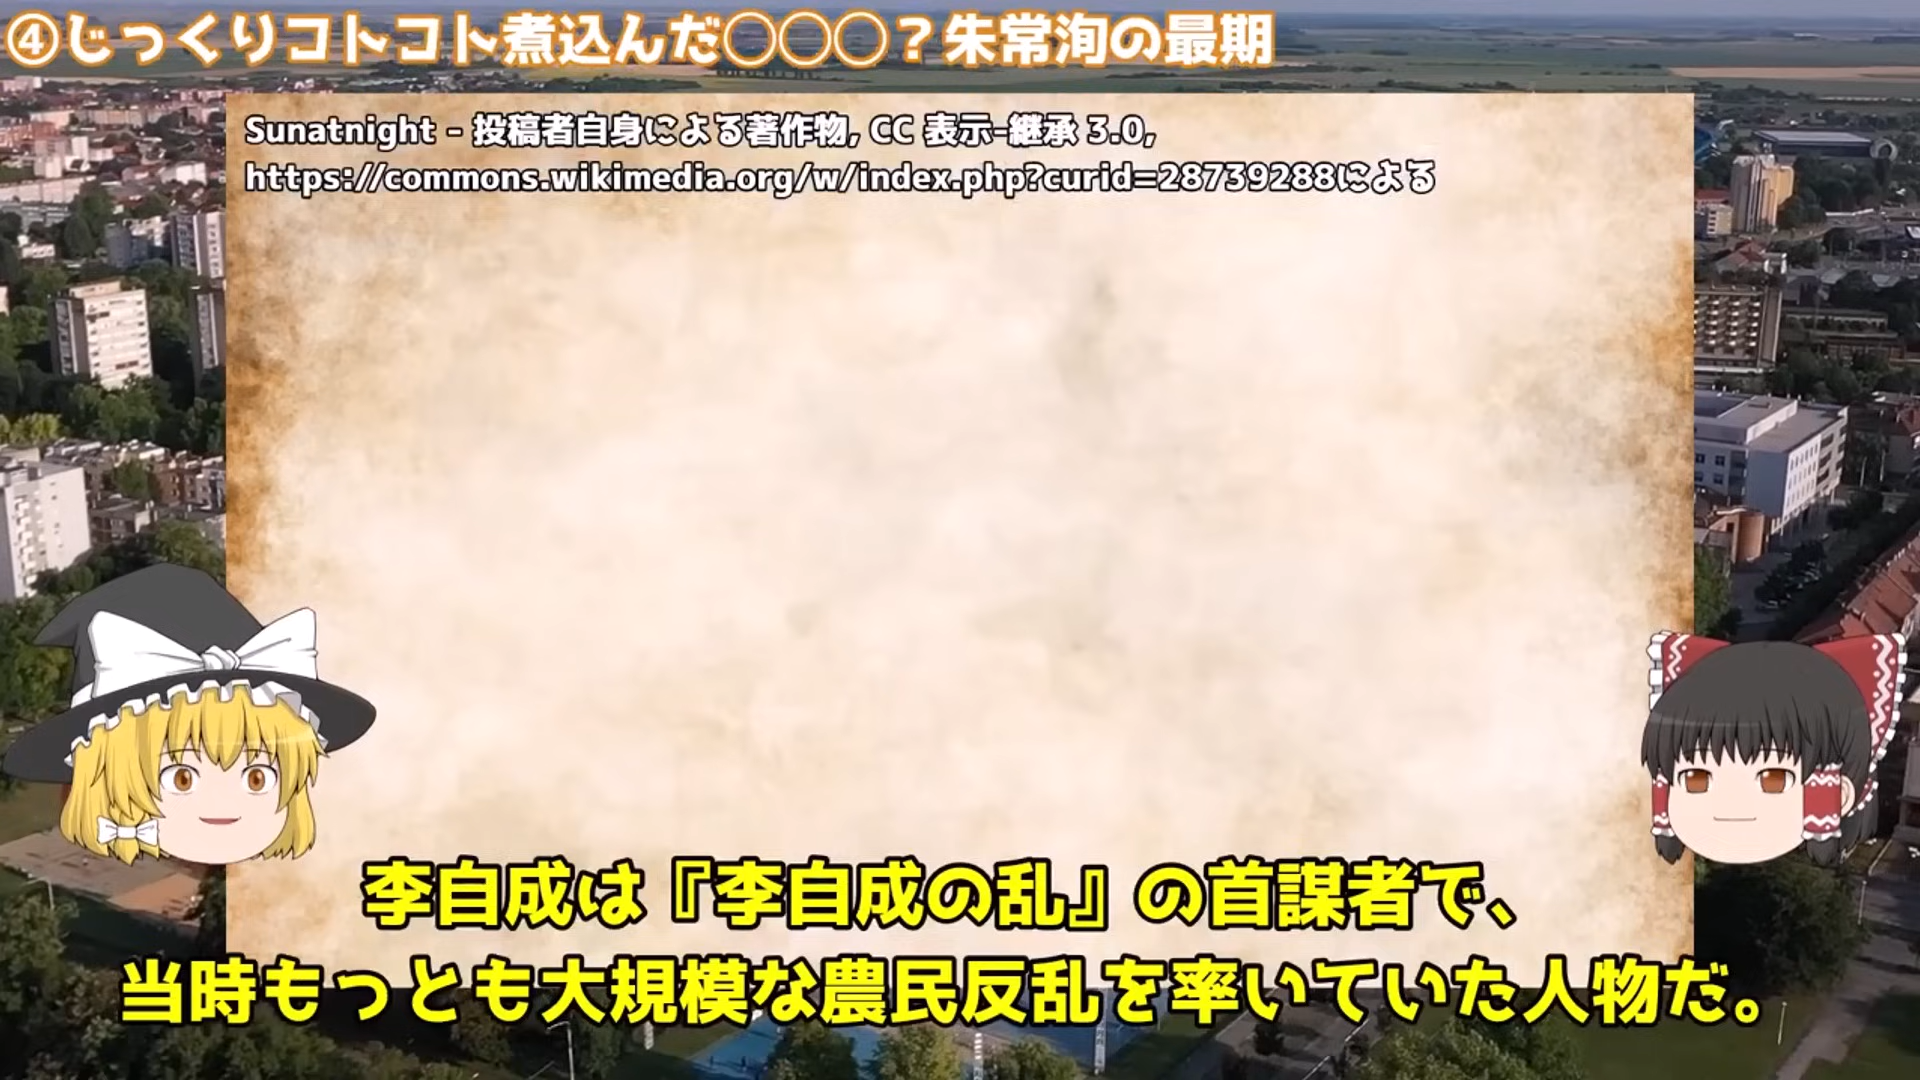 ④じっくりコトコト煮込んだ◯◯◯？朱常洵の最期
Sunatnight - 投稿者自身による著作物, CC 表示-継承 3.0,
https://commons.wikimedia.org/w/index.php?curid=28739288による
李自成は『李自成の乱』の首謀者で、
当時もっとも大規模な農民反乱を率いていた人物だ。